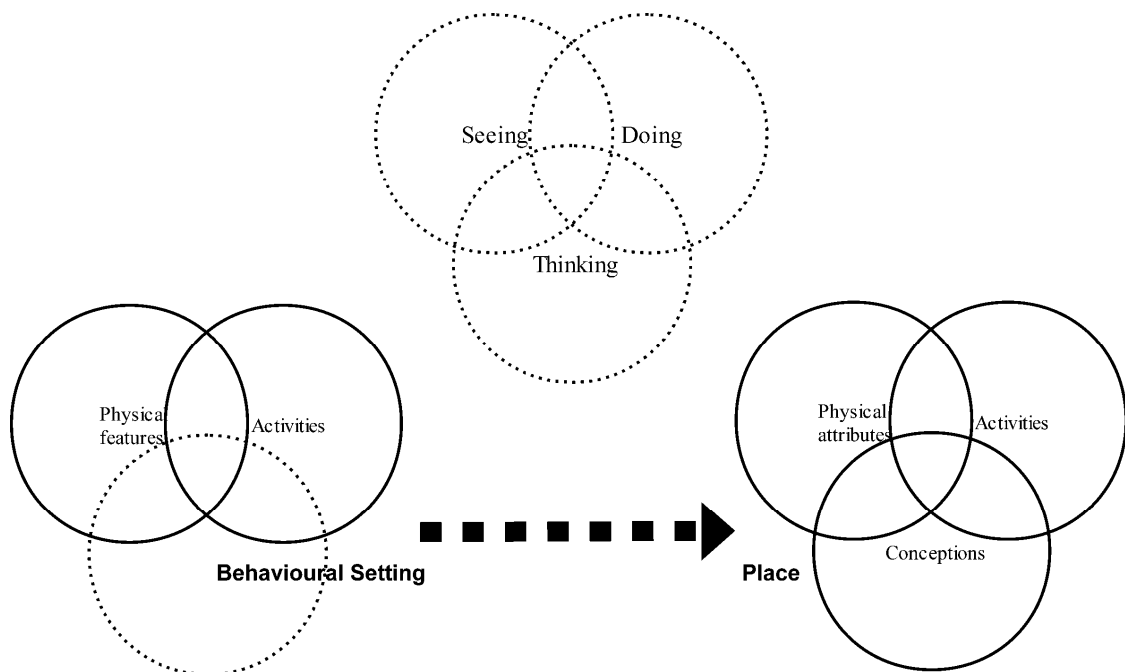 Seeing
Doing
Thinking
Physical
features
Activities
Behavioural Setting
Physical
attributes
Activities
Conceptions
Place